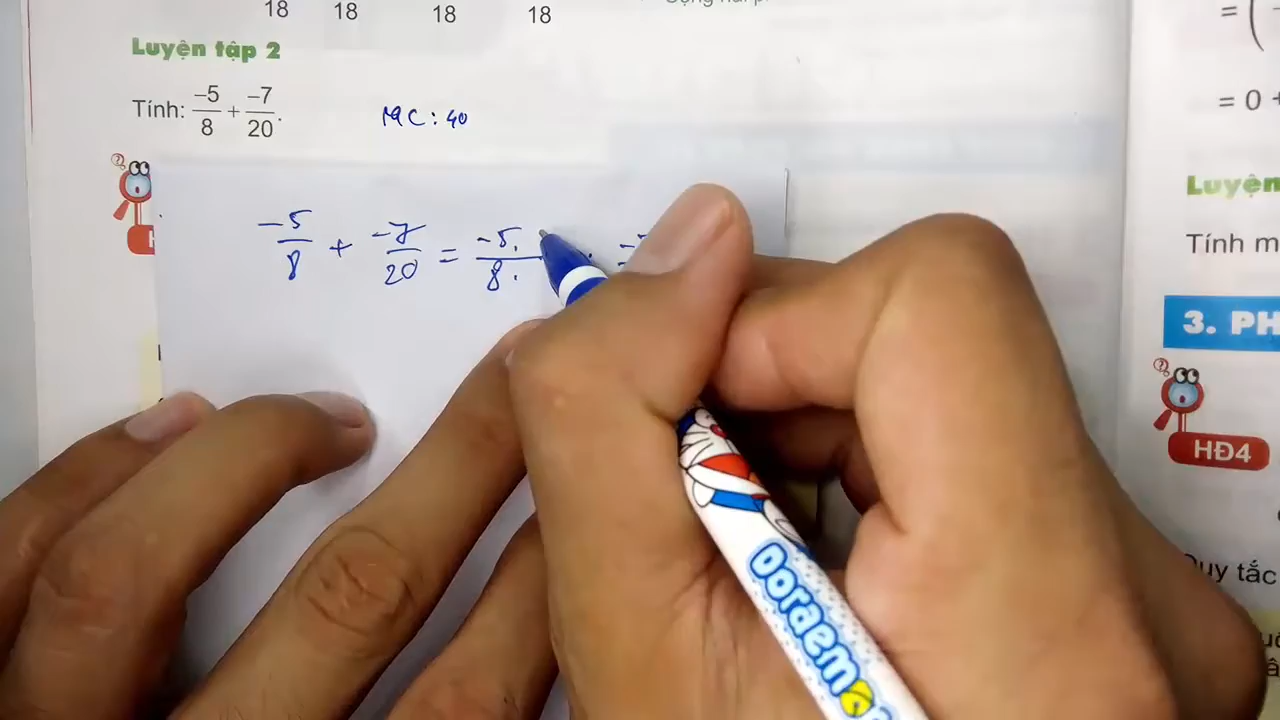 18 18 18 18
Luyện tập 2
Tính: −5/8 + −7/20.
MC: 40
-5/8 + -7/20 = -5./8.
Doraemon
= (
= 0 +
Luyện
Tính m
3. PH
HĐ4
Quy tắc